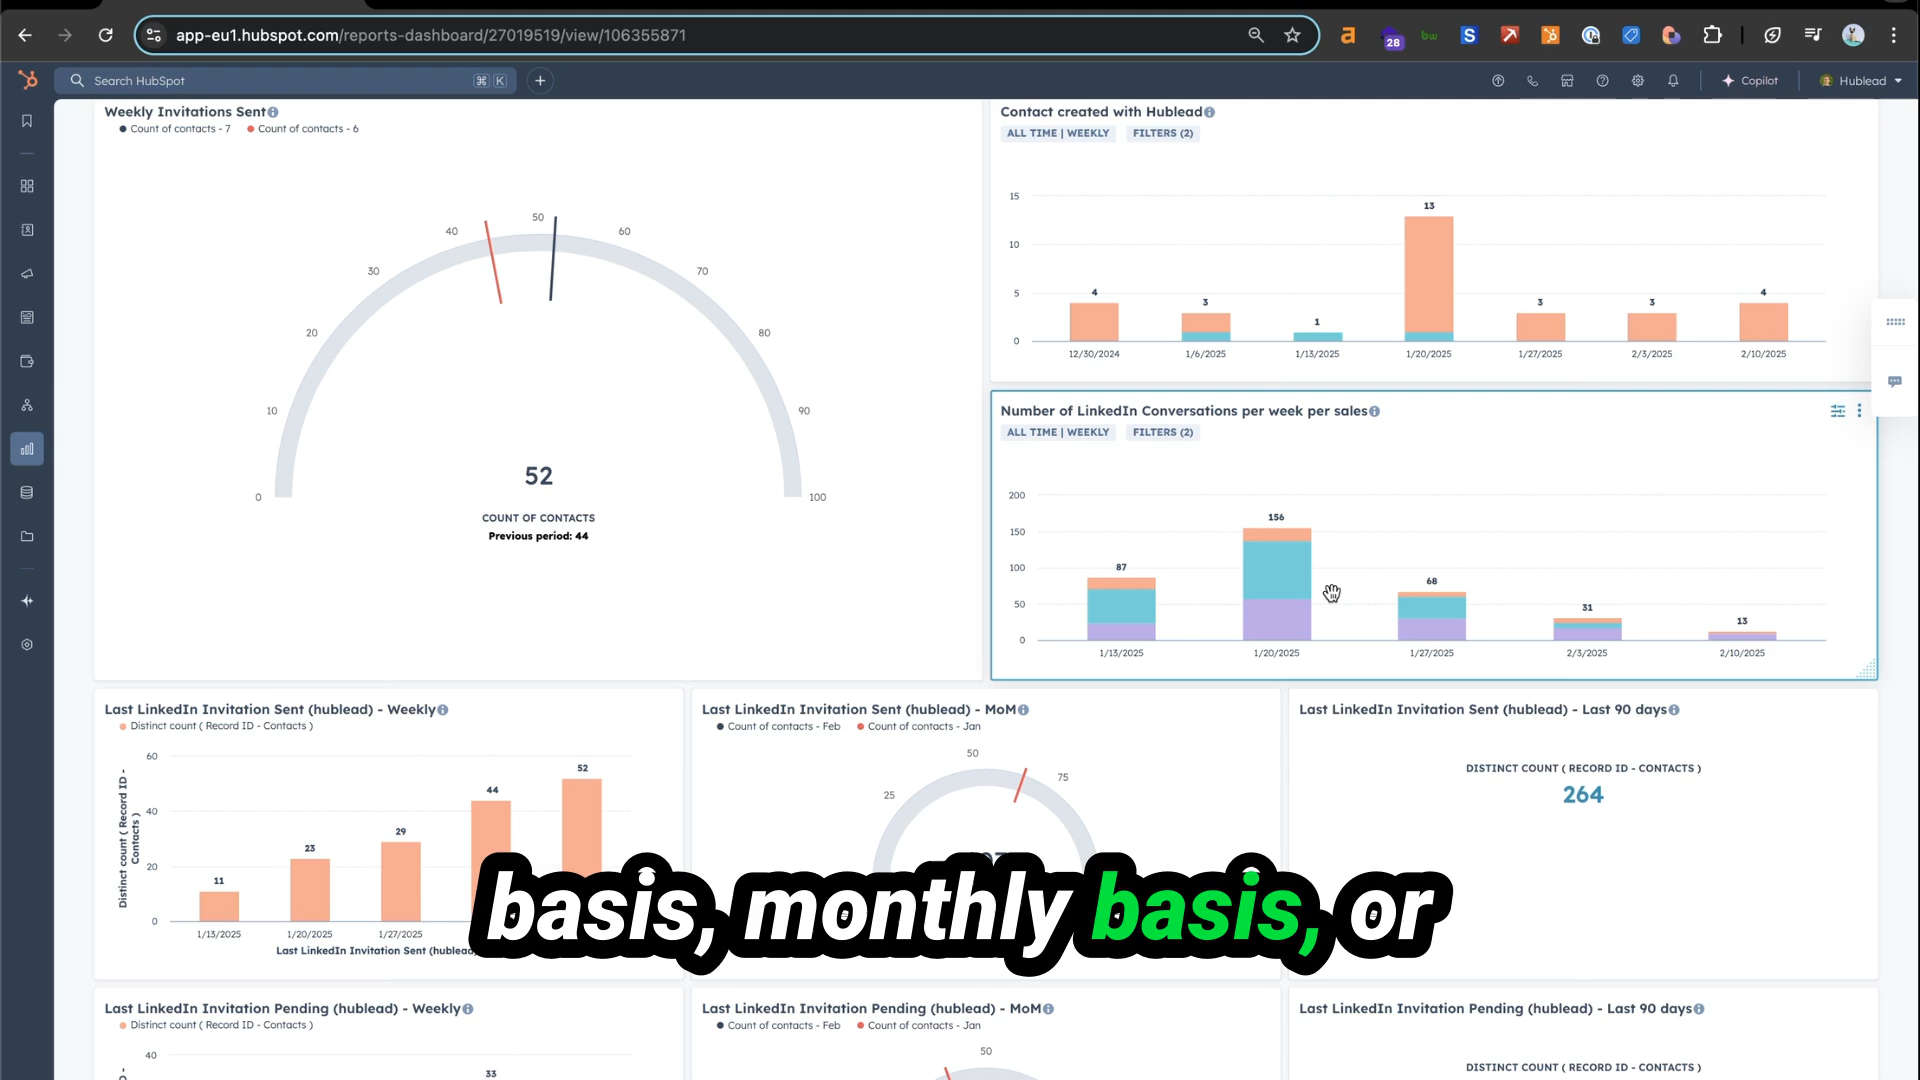 app-eu1.hubspot.com/reports-dashboard/27019519/view/106355871
28
bw
Search HubSpot
⌘ K
Copilot
Hublead
Weekly Invitations Sent
Count of contacts - 7
Count of contacts - 6
0
10
20
30
40
50
60
70
80
90
100
52
COUNT OF CONTACTS
Previous period: 44
Contact created with Hublead
ALL TIME | WEEKLY
FILTERS (2)
15
10
5
0
4
3
1
13
3
3
4
12/30/2024
1/6/2025
1/13/2025
1/20/2025
1/27/2025
2/3/2025
2/10/2025
Number of LinkedIn Conversations per week per sales
ALL TIME | WEEKLY
FILTERS (2)
200
150
100
50
0
87
156
68
31
13
1/13/2025
1/20/2025
1/27/2025
2/3/2025
2/10/2025
Last LinkedIn Invitation Sent (hublead) - Weekly
Distinct count ( Record ID - Contacts )
Distinct count ( Record ID -
Contacts )
60
40
20
0
11
23
29
44
52
1/13/2025
1/20/2025
1/27/2025
Last LinkedIn Invitation Sent (hublead
Last LinkedIn Invitation Sent (hublead) - MoM
Count of contacts - Feb
Count of contacts - Jan
25
50
75
Last LinkedIn Invitation Sent (hublead) - Last 90 days
DISTINCT COUNT ( RECORD ID - CONTACTS )
264
basis, monthly basis, or
Last LinkedIn Invitation Pending (hublead) - Weekly
Distinct count ( Record ID - Contacts )
40
33
Last LinkedIn Invitation Pending (hublead) - MoM
Count of contacts - Feb
Count of contacts - Jan
50
Last LinkedIn Invitation Pending (hublead) - Last 90 days
DISTINCT COUNT ( RECORD ID - CONTACTS )